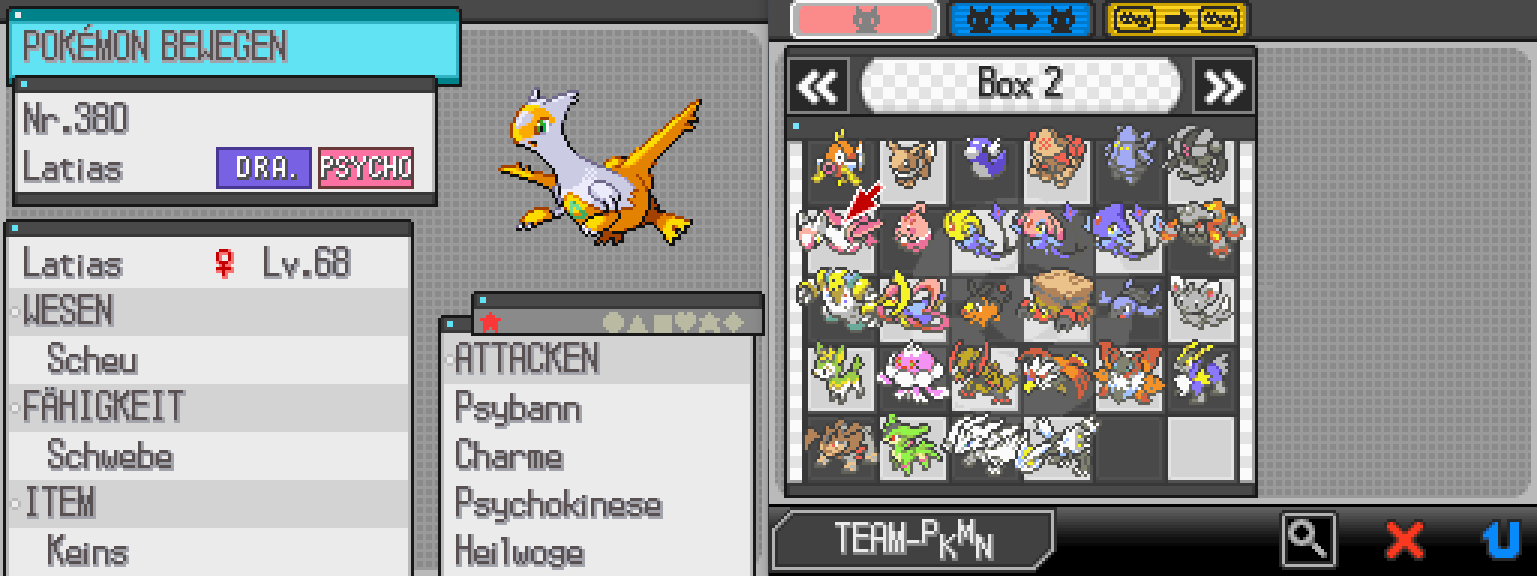 POKÉMON BEWEGEN
Nr.380
Latias DRA. PSYCHO
Latias ♀ Lv.68
WESEN
Scheu
FÄHIGKEIT
Schwebe
ITEM
Keins
ATTACKEN
Psybann
Charme
Psychokinese
Heilwoge
Box 2
TEAM-PKMN